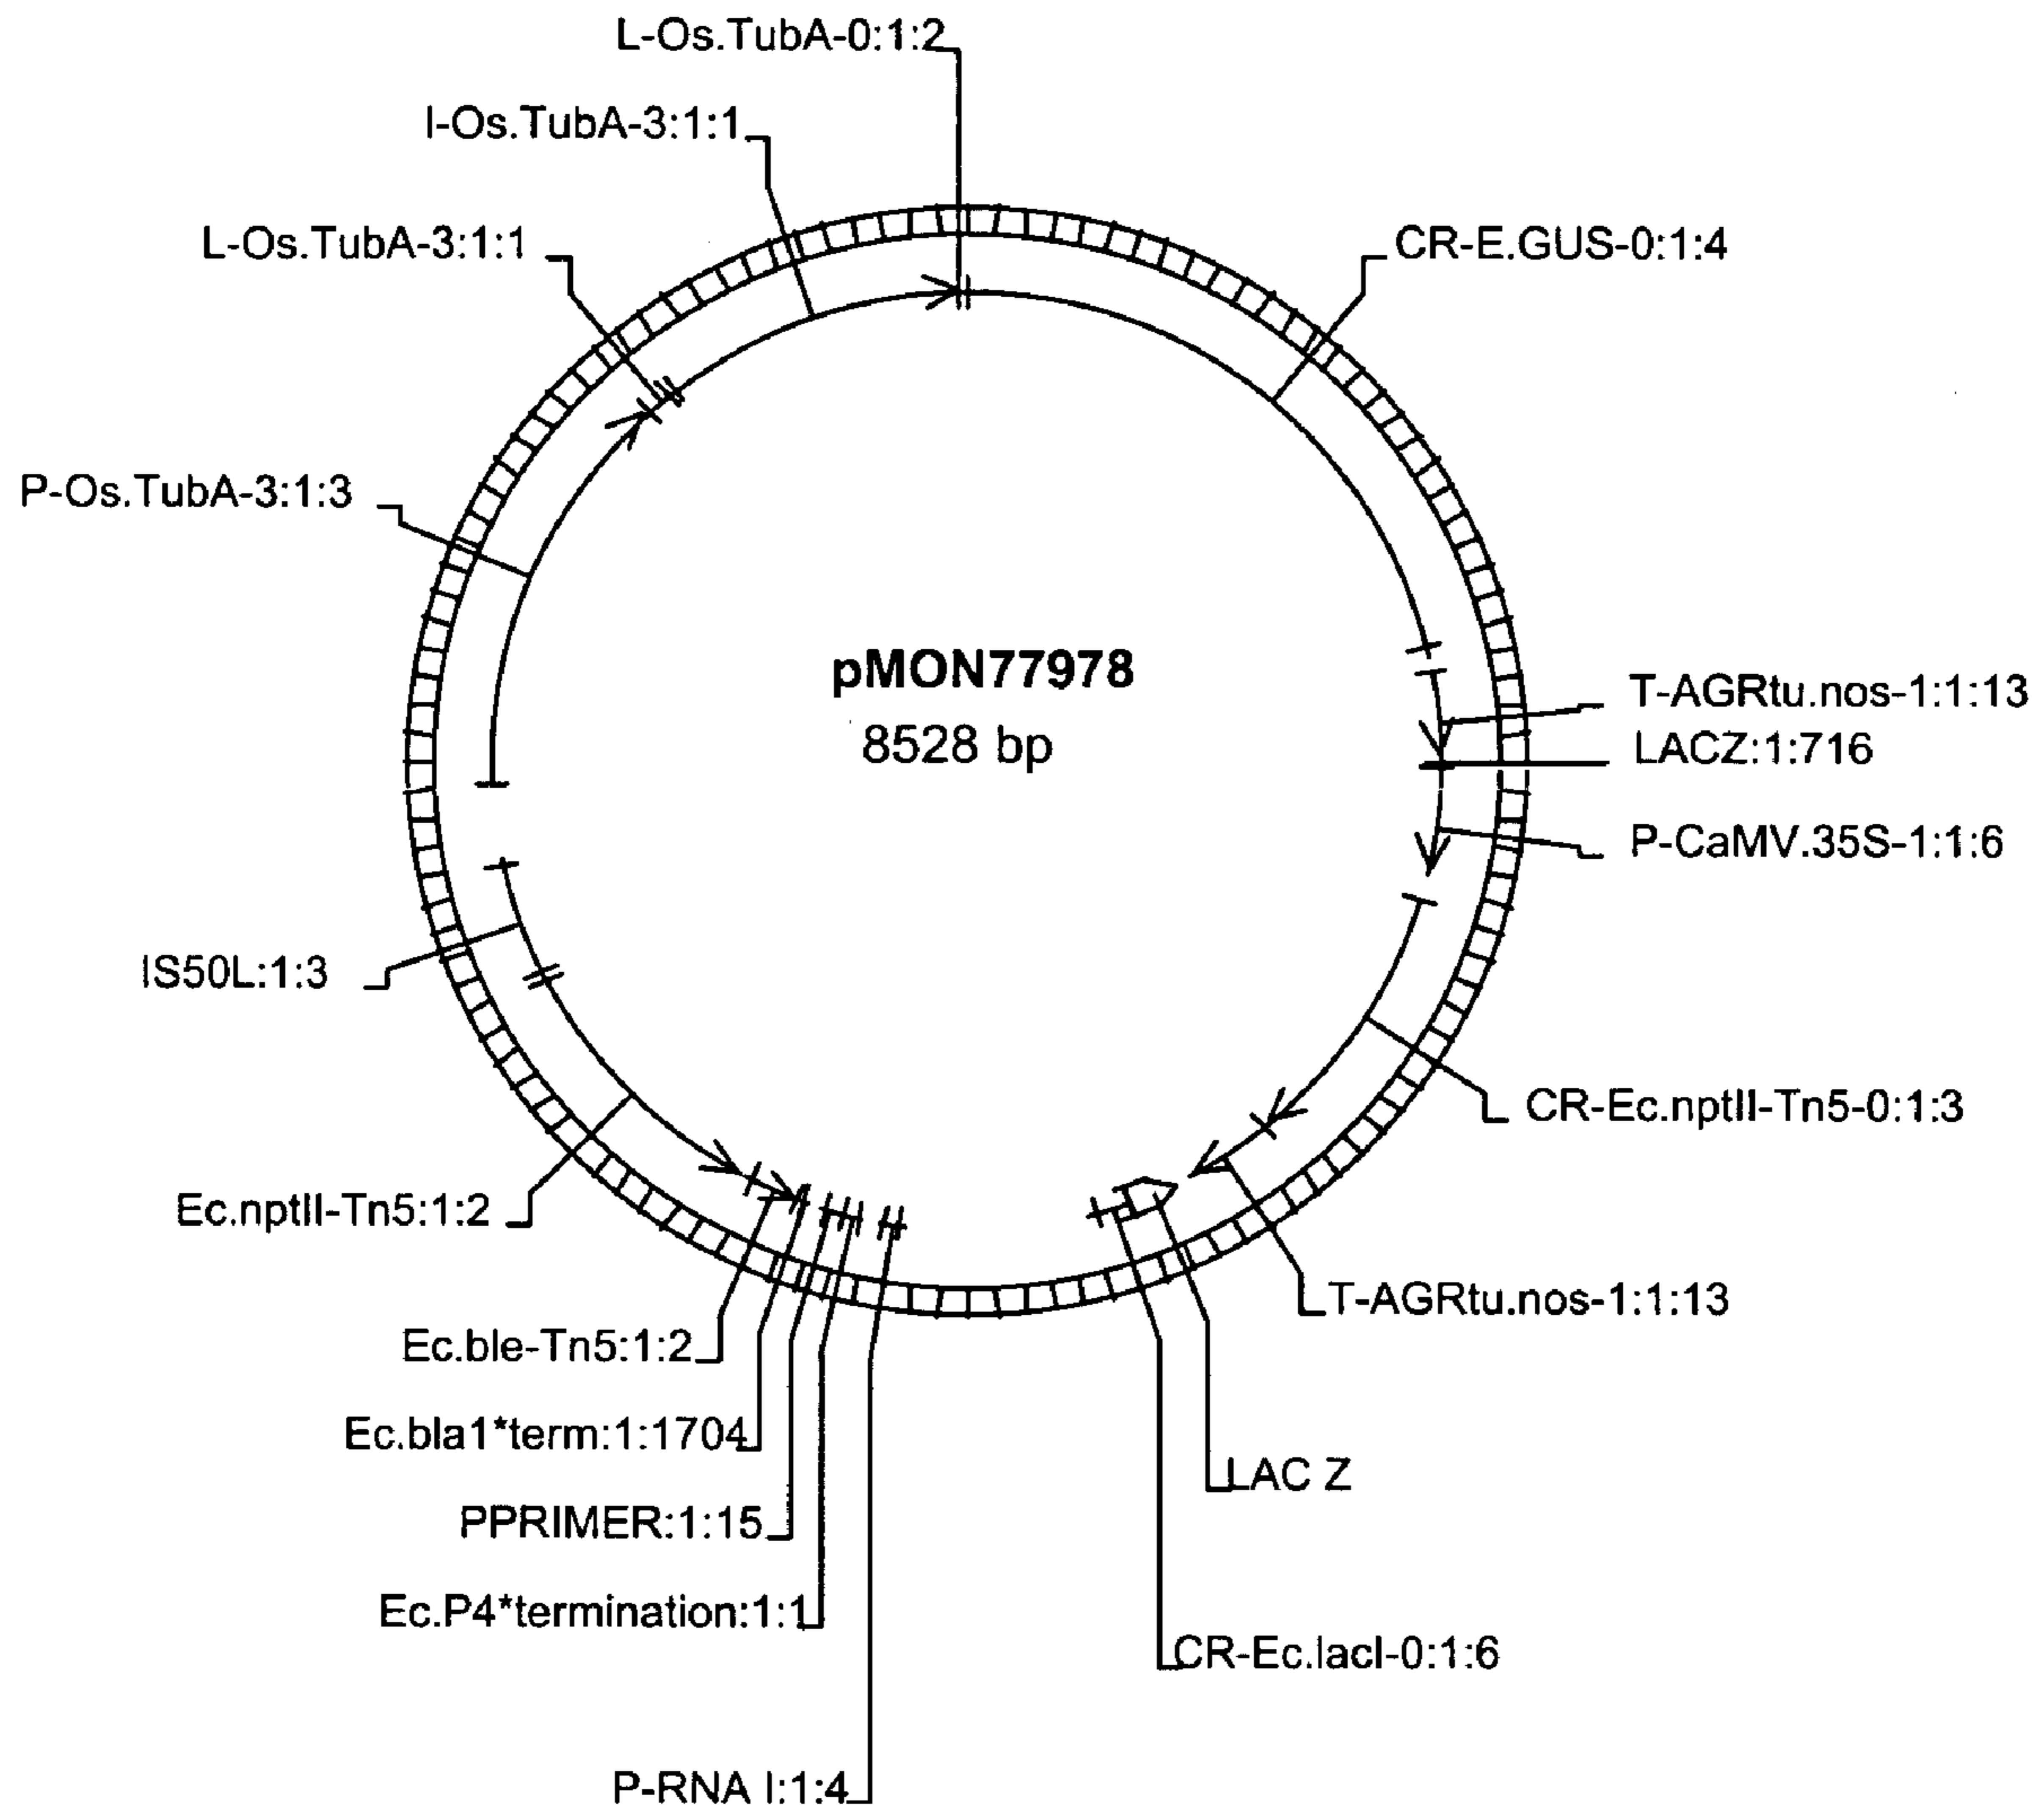 L-Os.TubA-0:1:2
I-Os.TubA-3:1:1
L-Os.TubA-3:1:1
CR-E.GUS-0:1:4
P-Os.TubA-3:1:3
pMON77978
8528 bp
T-AGRtu.nos-1:1:13
LACZ:1:716
P-CaMV.35S-1:1:6
IS50L:1:3
CR-Ec.nptII-Tn5-0:1:3
Ec.nptII-Tn5:1:2
T-AGRtu.nos-1:1:13
Ec.ble-Tn5:1:2
Ec.bla1*term:1:1704
LAC Z
PPRIMER:1:15
Ec.P4*termination:1:1
CR-Ec.lacI-0:1:6
P-RNA I:1:4